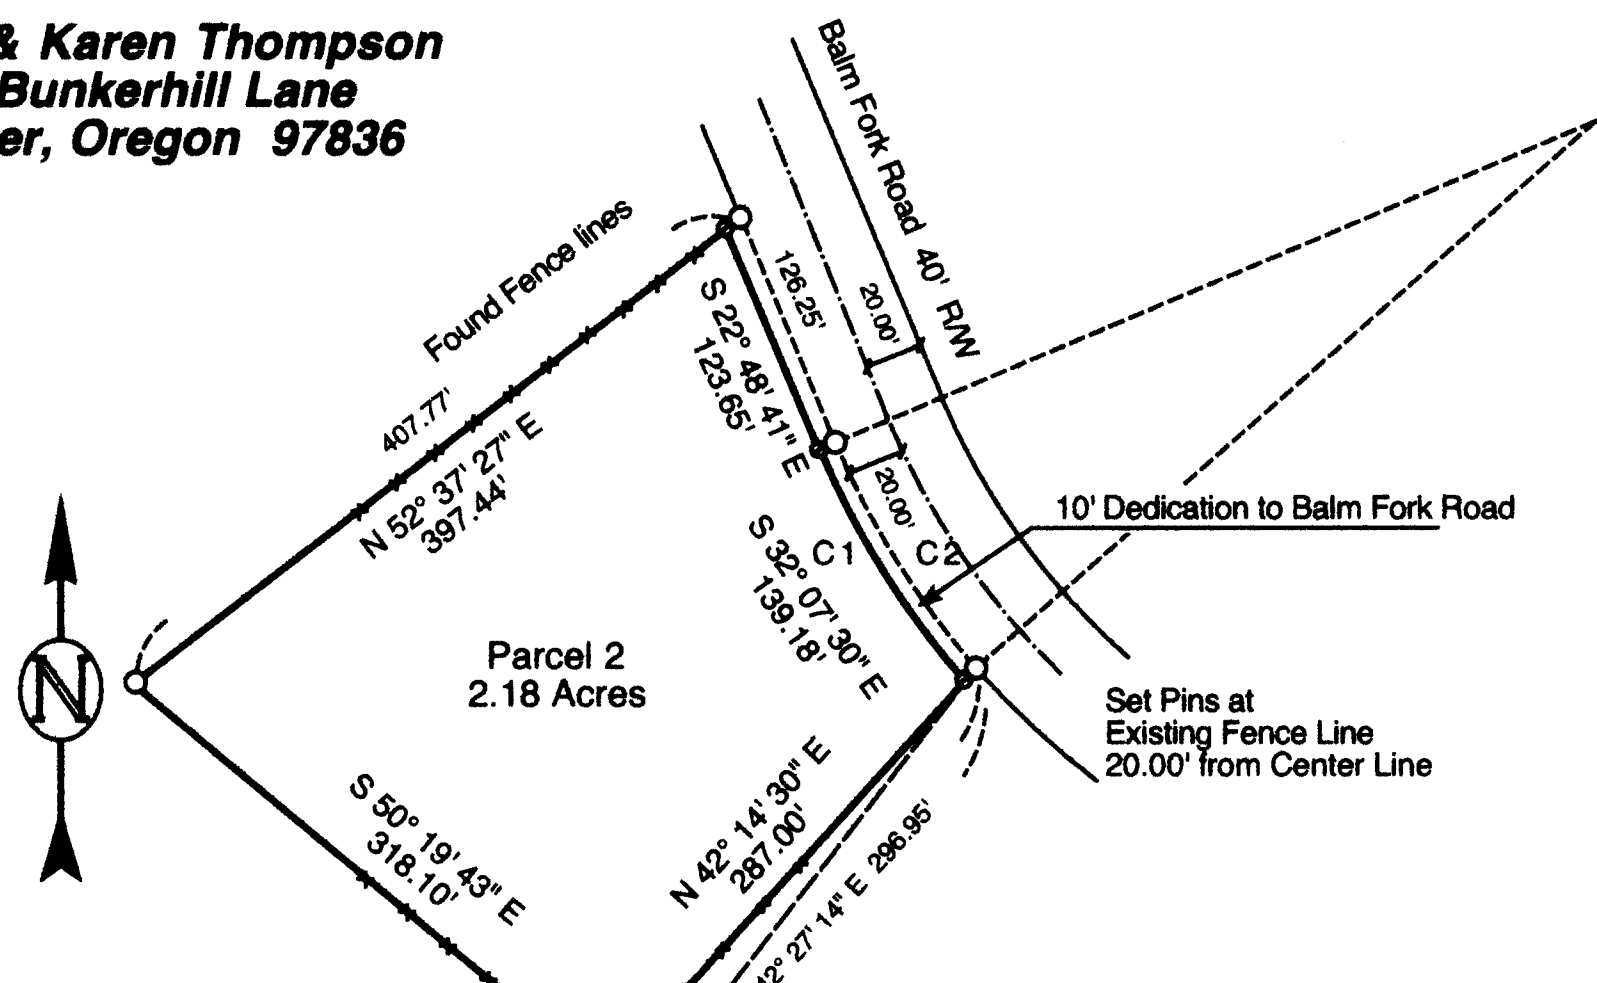 & Karen Thompson
Bunkerhill Lane
er, Oregon 97836
Balm Fork Road 40' R/W
Found Fence lines
407.77'
N 52° 37' 27" E
397.44'
126.25'
20.00'
S 22° 48' 41" E
123.65'
20.00'
10' Dedication to Balm Fork Road
C1
C2
S 32° 07' 30" E
139.18'
N
Parcel 2
2.18 Acres
Set Pins at
Existing Fence Line
20.00' from Center Line
S 50° 19' 43" E
318.10'
N 42° 14' 30" E
287.00'
42° 27' 14" E 296.95'